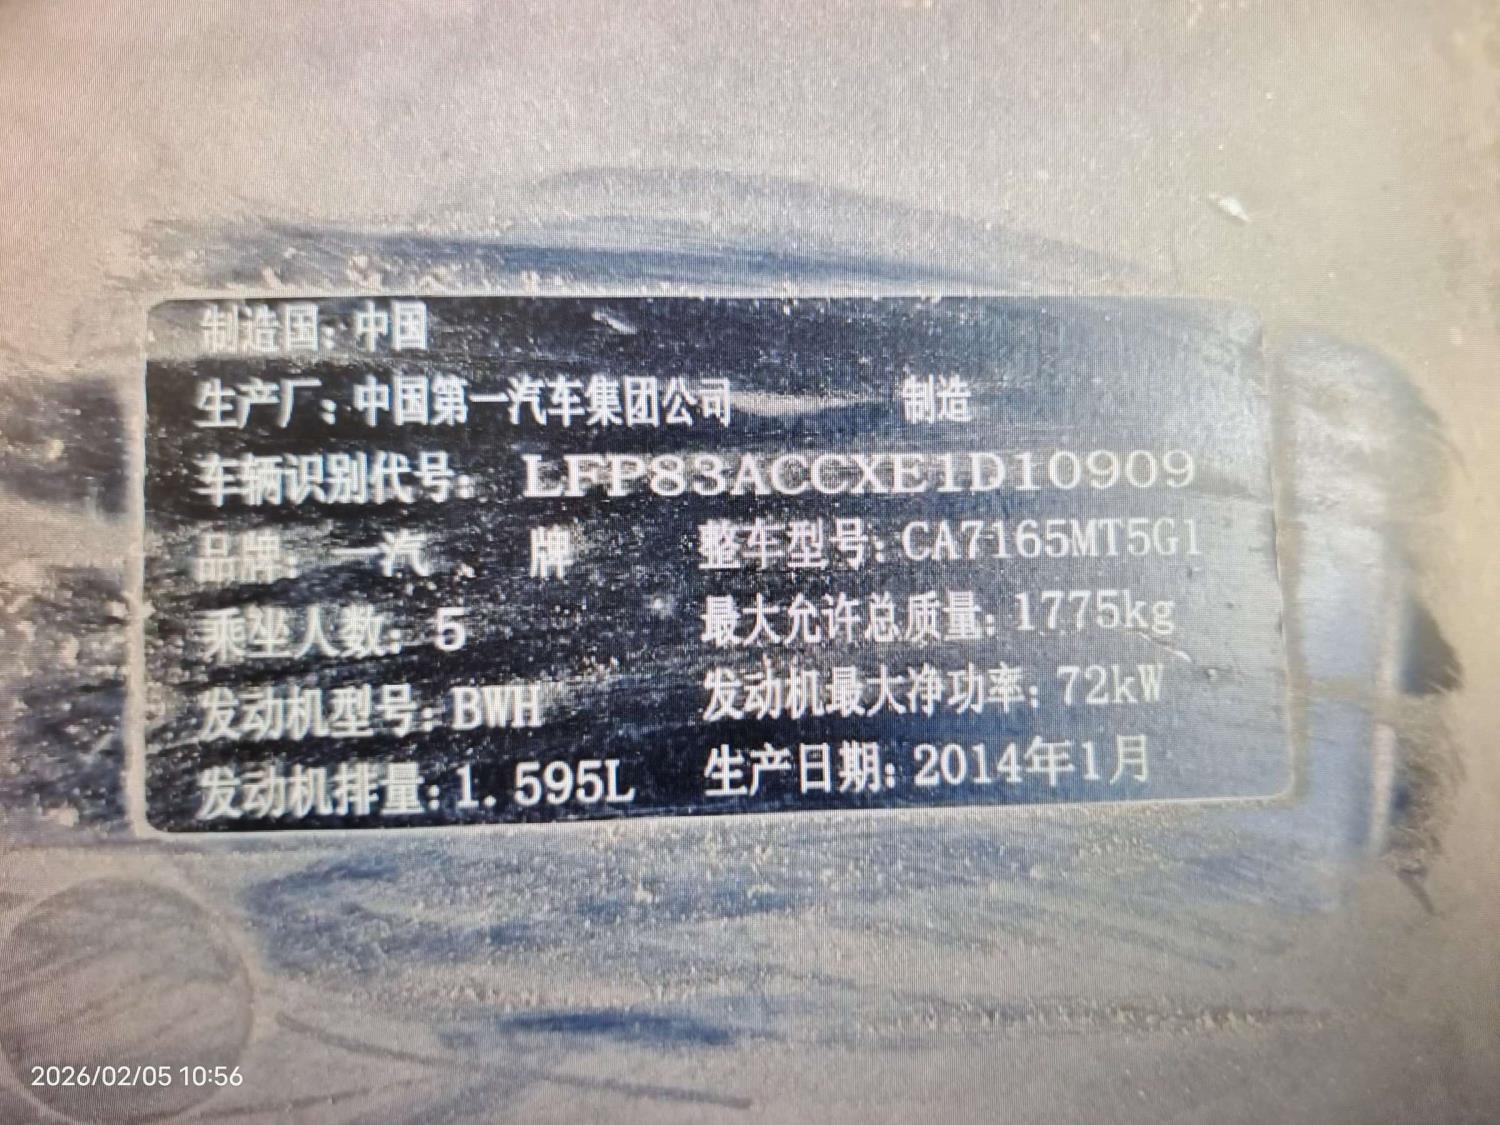 制造国：中国
生产厂：中国第一汽车集团公司 制造
车辆识别代号：LFP83ACCXE1D10909
品牌：一汽 牌 整车型号：CA7165MT5G1
乘坐人数：5 最大允许总质量：1775kg
发动机型号：BWH 发动机最大净功率：72kW
发动机排量：1.595L 生产日期：2014年1月
2026/02/05 10:56